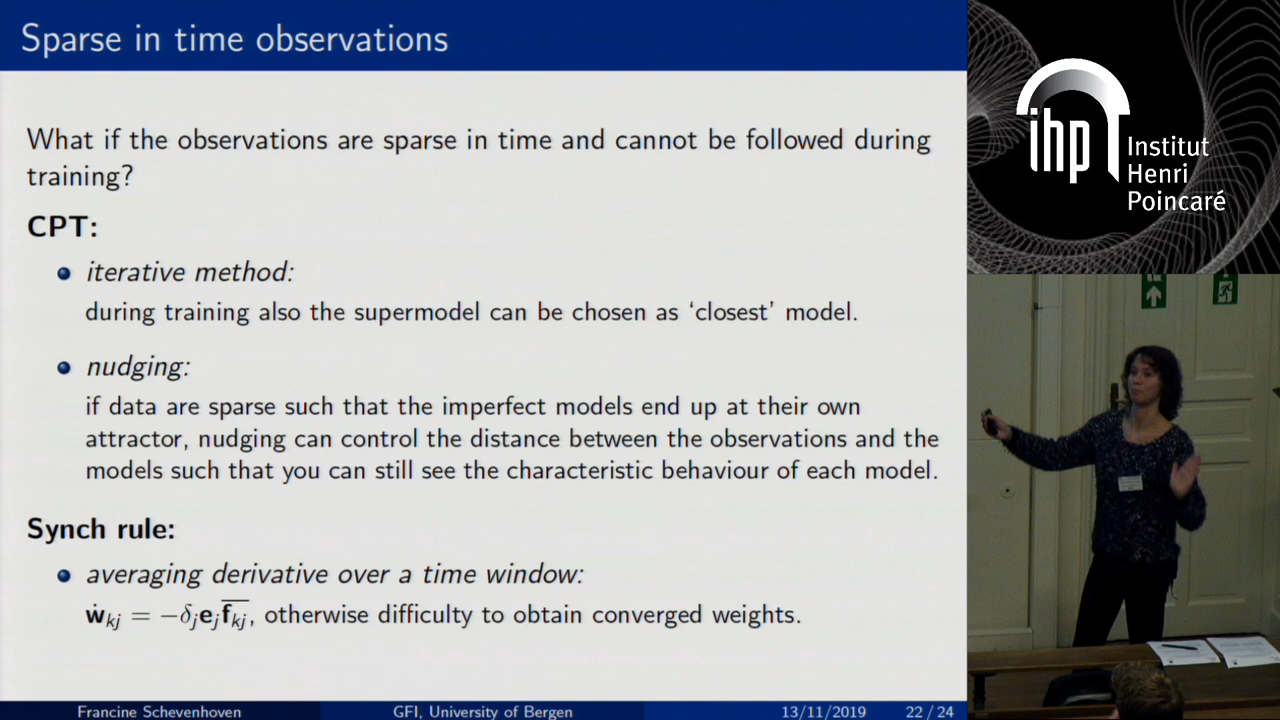 Sparse in time observations
What if the observations are sparse in time and cannot be followed during
training?
CPT:
iterative method:
during training also the supermodel can be chosen as ‘closest’ model.
nudging:
if data are sparse such that the imperfect models end up at their own
attractor, nudging can control the distance between the observations and the
models such that you can still see the characteristic behaviour of each model.
Synch rule:
averaging derivative over a time window:
ẇ_kj = −δ_j e_j f̅_kj, otherwise difficulty to obtain converged weights.
Francine Schevenhoven GFI, University of Bergen 13/11/2019 22 / 24
ihp
Institut
Henri
Poincaré